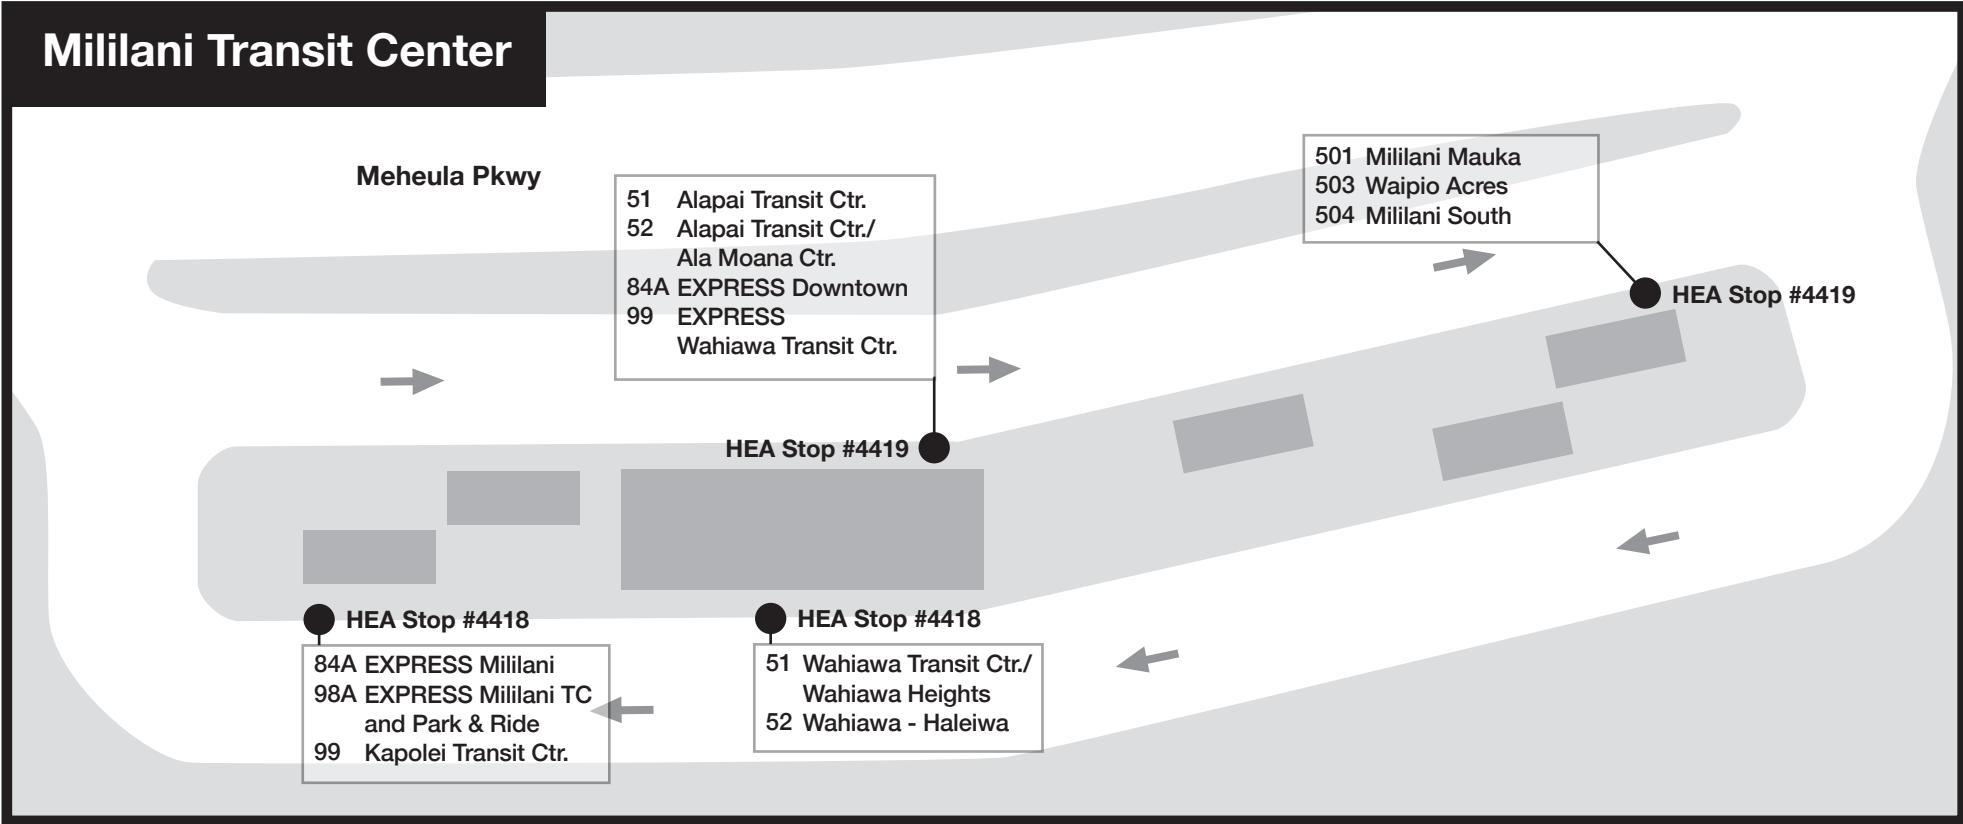 Mililani Transit Center
Meheula Pkwy
51 Alapai Transit Ctr.
52 Alapai Transit Ctr./
Ala Moana Ctr.
84A EXPRESS Downtown
99 EXPRESS
Wahiawa Transit Ctr.
HEA Stop #4419
501 Mililani Mauka
503 Waipio Acres
504 Mililani South
HEA Stop #4419
HEA Stop #4418
84A EXPRESS Mililani
98A EXPRESS Mililani TC
and Park & Ride
99 Kapolei Transit Ctr.
HEA Stop #4418
51 Wahiawa Transit Ctr./
Wahiawa Heights
52 Wahiawa - Haleiwa